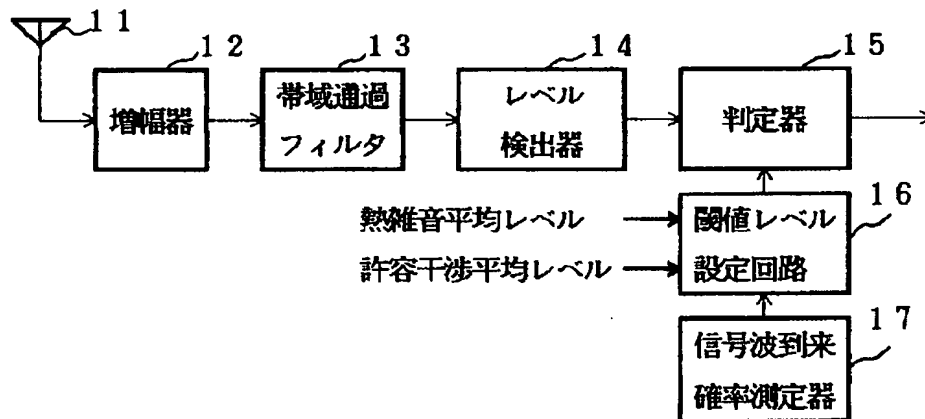 11
12
13
14
15
増幅器
帯域通過
フィルタ
レベル
検出器
判定器
16
熱雑音平均レベル
許容干渉平均レベル
閾値レベル
設定回路
17
信号波到来
確率測定器